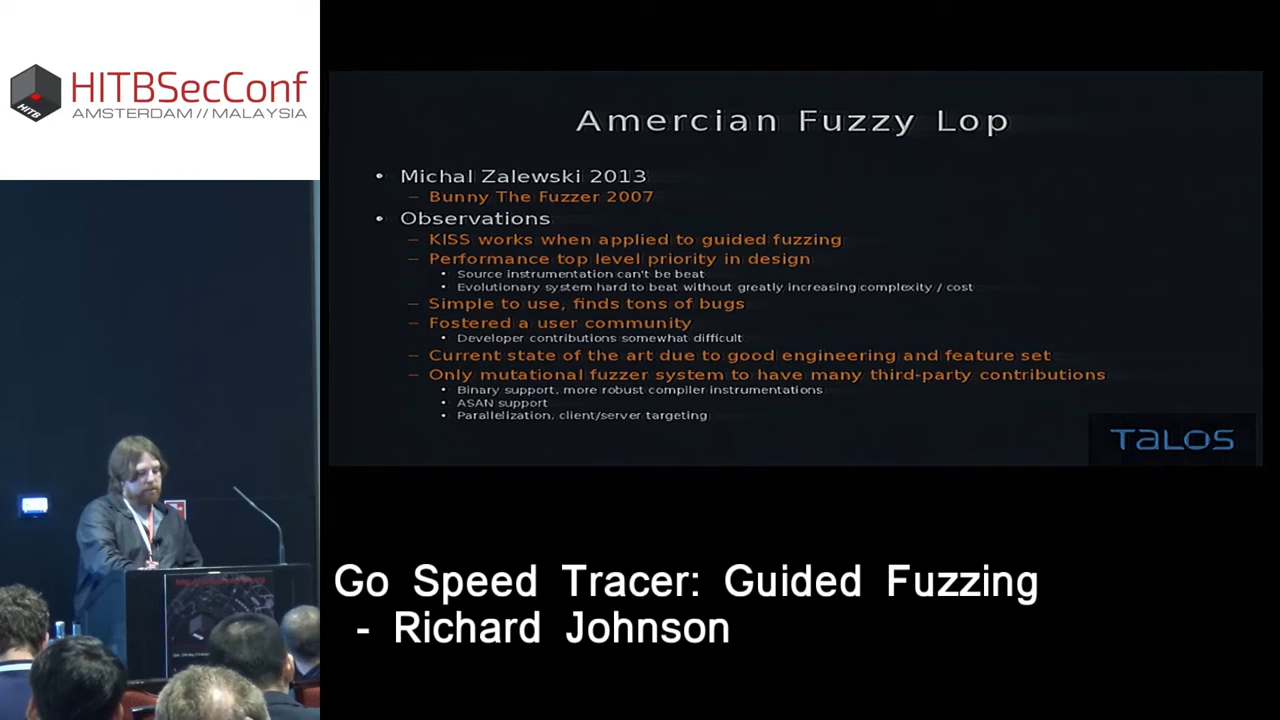 HITBSecConf
AMSTERDAM // MALAYSIA
HITB
Amercian Fuzzy Lop
• Michal Zalewski 2013
– Bunny The Fuzzer 2007
• Observations
– KISS works when applied to guided fuzzing
– Performance top level priority in design
• Source instrumentation can't be beat
• Evolutionary system hard to beat without greatly increasing complexity / cost
– Simple to use, finds tons of bugs
– Fostered a user community
• Developer contributions somewhat difficult
– Current state of the art due to good engineering and feature set
– Only mutational fuzzer system to have many third-party contributions
• Binary support, more robust compiler instrumentations
• ASAN support
• Parallelization, client/server targeting
TALOS
Go Speed Tracer: Guided Fuzzing
- Richard Johnson